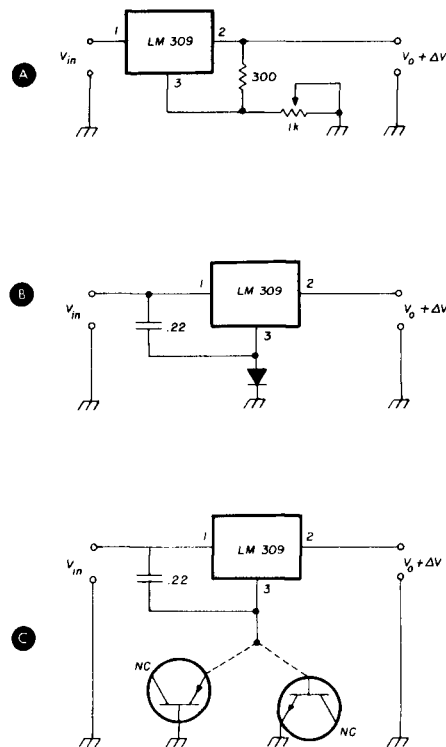 A
V_in
1
LM 309
2
3
300
1k
V_o + ΔV
B
V_in
1
LM 309
2
3
.22
V_o + ΔV
C
V_in
1
LM 309
2
3
.22
V_o + ΔV
NC
NC